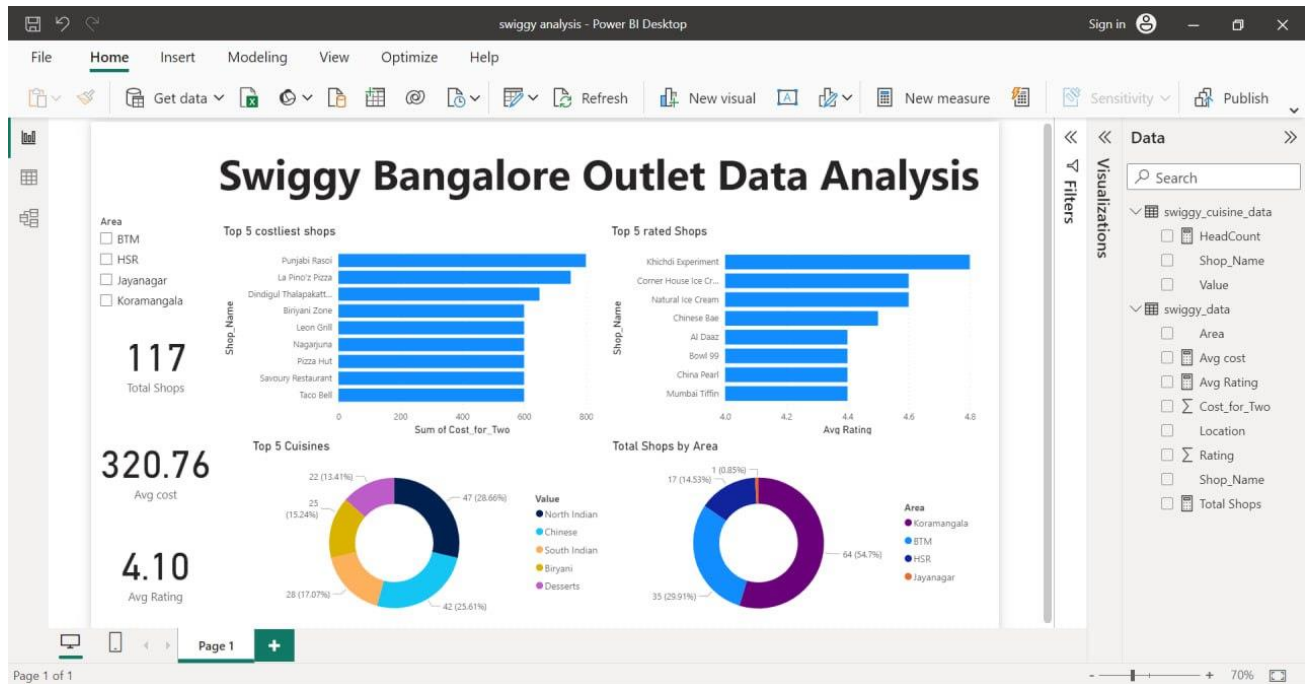 swiggy analysis - Power BI Desktop
Sign in
File Home Insert Modeling View Optimize Help
Get data
Refresh
New visual
New measure
Sensitivity
Publish
Swiggy Bangalore Outlet Data Analysis
Area
BTM
HSR
Jayanagar
Koramangala
117
Total Shops
320.76
Avg cost
4.10
Avg Rating
Top 5 costliest shops
Shop_Name
Punjabi Rasoi
La Pino'z Pizza
Dindigul Thalapakatt...
Biriyani Zone
Leon Grill
Nagarjuna
Pizza Hut
Savoury Restaurant
Taco Bell
0 200 400 600 800
Sum of Cost_for_Two
Top 5 rated Shops
Shop_Name
Khichdi Experiment
Corner House Ice Cr...
Natural Ice Cream
Chinese Bae
Al Daaz
Bowl 99
China Pearl
Mumbai Tiffin
4.0 4.2 4.4 4.6 4.8
Avg Rating
Top 5 Cuisines
22 (13.41%)
47 (28.66%)
25
(15.24%)
28 (17.07%)
42 (25.61%)
Value
North Indian
Chinese
South Indian
Biryani
Desserts
Total Shops by Area
1 (0.85%)
17 (14.53%)
64 (54.7%)
35 (29.91%)
Area
Koramangala
BTM
HSR
Jayanagar
Filters
Visualizations
Data
Search
swiggy_cuisine_data
HeadCount
Shop_Name
Value
swiggy_data
Area
Avg cost
Avg Rating
Cost_for_Two
Location
Rating
Shop_Name
Total Shops
Page 1
Page 1 of 1
70%